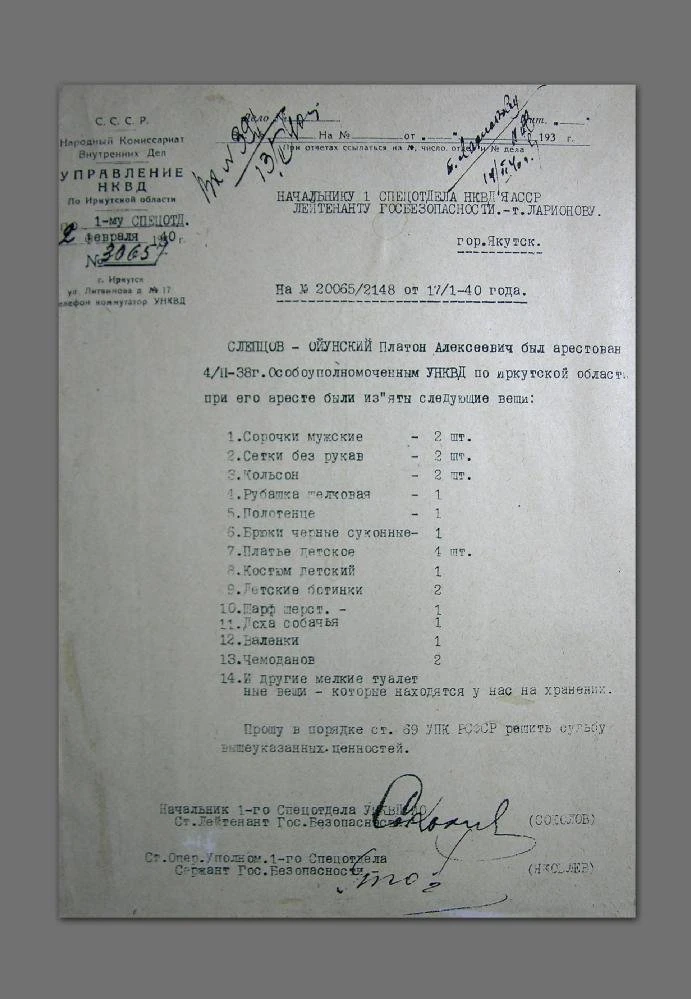 С. С. С. Р.
Народный Комиссариат
Внутренних Дел
УПРАВЛЕНИЕ
НКВД
По Иркутской области
1-му СПЕЦОТД.
2 февраля 1940 г.
№ 30657
г. Иркутск
ул. Литвинова д № 17
телефон коммутатор УНКВД
Дело №
На № от " " 193 г.
При ответах ссылаться на №, число, отдел и № дела
НАЧАЛЬНИКУ 1 СПЕЦОТДЕЛА НКВД ЯАССР
ЛЕЙТЕНАНТУ ГОСБЕЗОПАСНОСТИ.-т.ЛАРИОНОВУ.
гор.Якутск.
На № 20065/2148 от 17/1-40 года.
СЛЕПЦОВ - ОЙУНСКИЙ Платон Алексеевич был арестован
4/II-38г.Особоуполномоченным УНКВД по Иркутской област
при его аресте были из"яты следующие вещи:
1.Сорочки мужские - 2 шт.
2.Сетки без рукав - 2 шт.
3.Кольсон - 2 шт.
4.Рубашка шелковая - 1
5.Полотенце - 1
6.Брюки черные суконные- 1
7.Платье детское 4 шт.
8.Костюм детский 1
9.Детские ботинки 2
10.Шарф шерст. - 1
11.Доха собачья 1
12.Валенки 1
13.Чемоданов 2
14.И другие мелкие туалет
ные вещи - которые находятся у нас на хранении.
Прошу в порядке ст. 69 УПК РСФСР решить судьбу
вышеуказанных ценностей.
Начальник 1-го Спецотдела УНКВД ИО
Ст.Лейтенант Гос.Безопасности (СОКОЛОВ)
Ст.Опер.Уполном.1-го Спецотдела
Сержант Гос.Безопасности (ЯКОВЛЕВ)